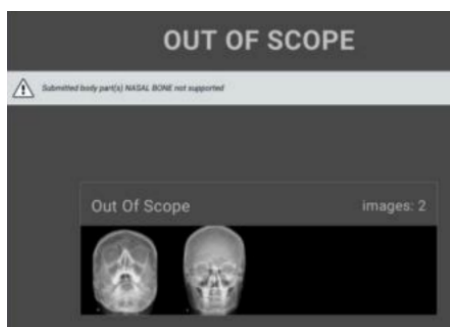 OUT OF SCOPE
Submitted body part(s) NASAL BONE not supported
Out Of Scope
images: 2